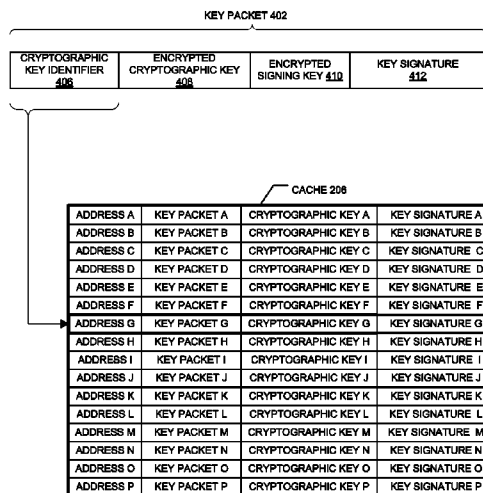 KEY PACKET 402
CRYPTOGRAPHIC KEY IDENTIFIER 406
ENCRYPTED CRYPTOGRAPHIC KEY 408
ENCRYPTED SIGNING KEY 410
KEY SIGNATURE 412
CACHE 206
ADDRESS A KEY PACKET A CRYPTOGRAPHIC KEY A KEY SIGNATURE A
ADDRESS B KEY PACKET B CRYPTOGRAPHIC KEY B KEY SIGNATURE B
ADDRESS C KEY PACKET C CRYPTOGRAPHIC KEY C KEY SIGNATURE C
ADDRESS D KEY PACKET D CRYPTOGRAPHIC KEY D KEY SIGNATURE D
ADDRESS E KEY PACKET E CRYPTOGRAPHIC KEY E KEY SIGNATURE E
ADDRESS F KEY PACKET F CRYPTOGRAPHIC KEY F KEY SIGNATURE F
ADDRESS G KEY PACKET G CRYPTOGRAPHIC KEY G KEY SIGNATURE G
ADDRESS H KEY PACKET H CRYPTOGRAPHIC KEY H KEY SIGNATURE H
ADDRESS I KEY PACKET I CRYPTOGRAPHIC KEY I KEY SIGNATURE I
ADDRESS J KEY PACKET J CRYPTOGRAPHIC KEY J KEY SIGNATURE J
ADDRESS K KEY PACKET K CRYPTOGRAPHIC KEY K KEY SIGNATURE K
ADDRESS L KEY PACKET L CRYPTOGRAPHIC KEY L KEY SIGNATURE L
ADDRESS M KEY PACKET M CRYPTOGRAPHIC KEY M KEY SIGNATURE M
ADDRESS N KEY PACKET N CRYPTOGRAPHIC KEY N KEY SIGNATURE N
ADDRESS O KEY PACKET O CRYPTOGRAPHIC KEY O KEY SIGNATURE O
ADDRESS P KEY PACKET P CRYPTOGRAPHIC KEY P KEY SIGNATURE P